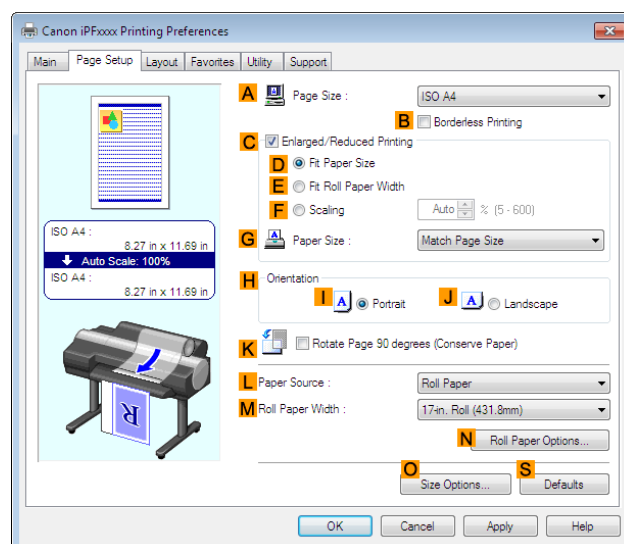 Canon iPFxxxx Printing Preferences
Main Page Setup Layout Favorites Utility Support
A Page Size : ISO A4
B Borderless Printing
C Enlarged/Reduced Printing
D Fit Paper Size
E Fit Roll Paper Width
F Scaling Auto % (5 - 600)
G Paper Size : Match Page Size
ISO A4 :
8.27 in x 11.69 in
Auto Scale: 100%
ISO A4 :
8.27 in x 11.69 in
H Orientation
I A Portrait J A Landscape
K Rotate Page 90 degrees (Conserve Paper)
L Paper Source : Roll Paper
M Roll Paper Width : 17-in. Roll (431.8mm)
N Roll Paper Options...
O Size Options... S Defaults
R
OK Cancel Apply Help